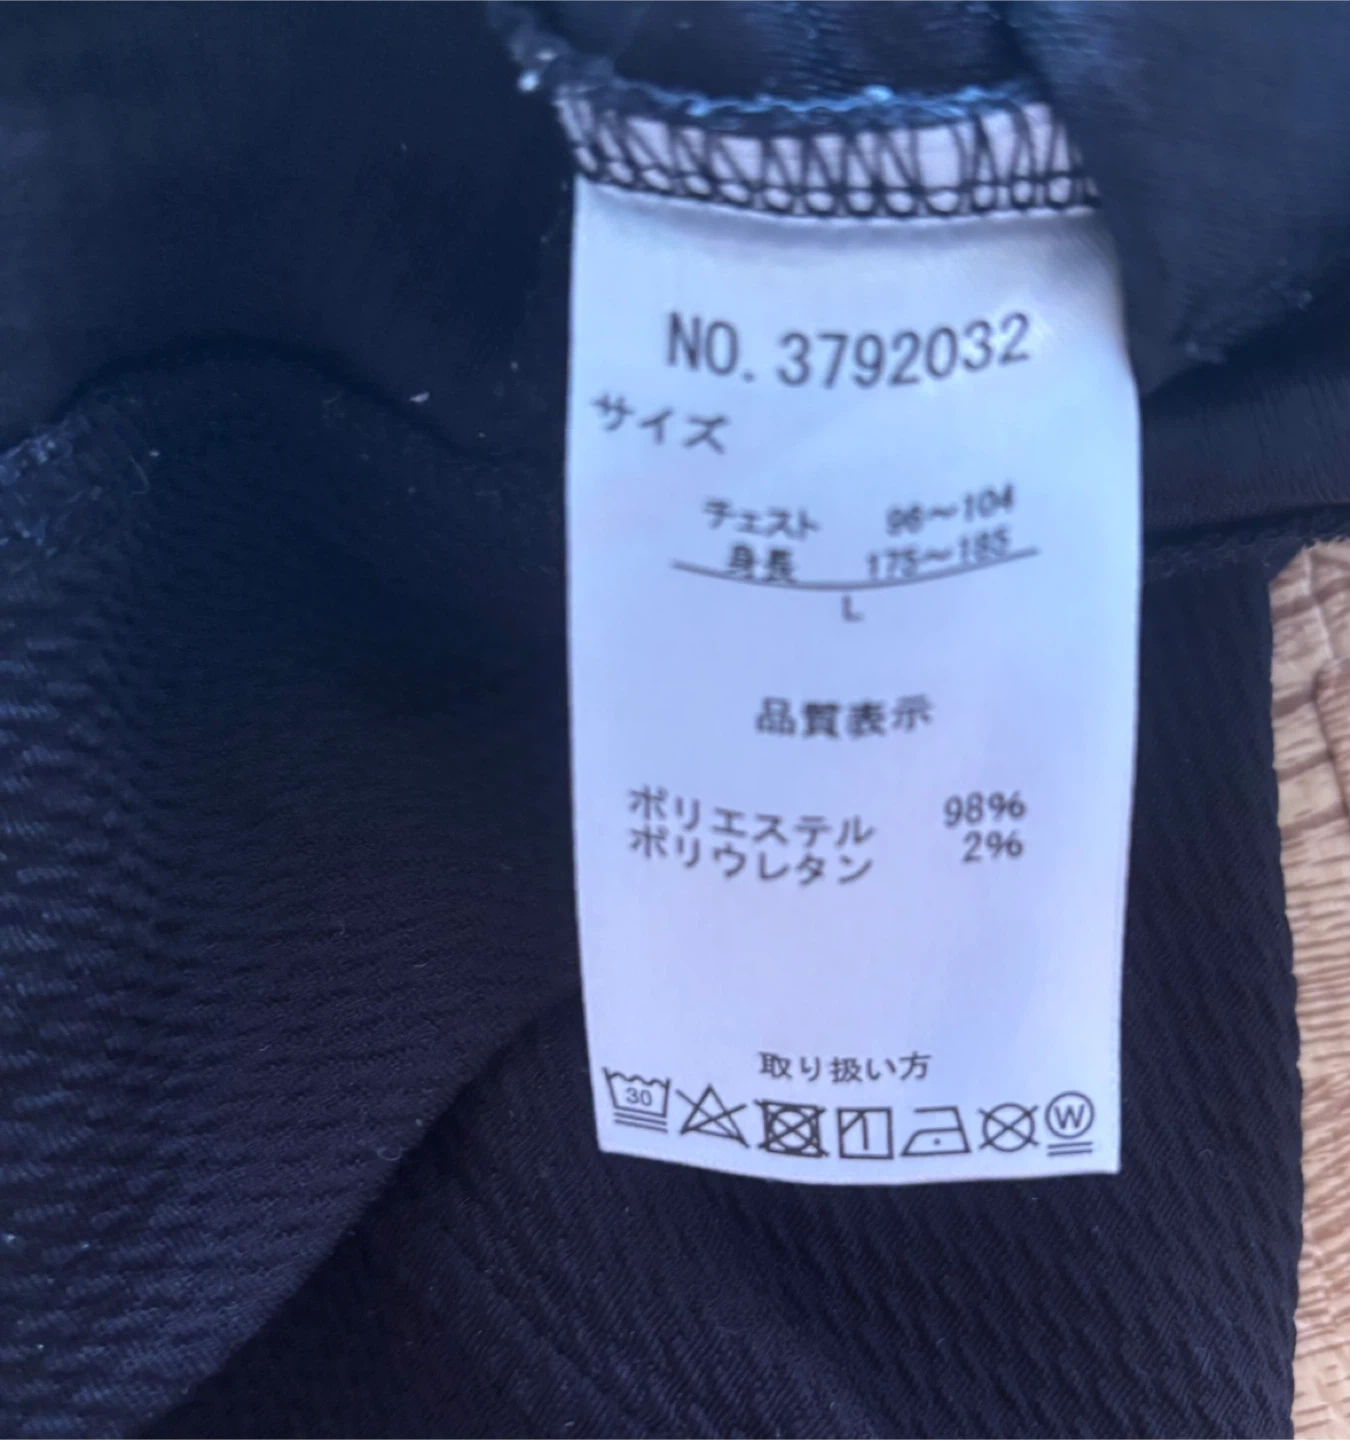 NO.3792032
サイズ
チェスト 96～104
身長 175～185
L
品質表示
ポリエステル 98%
ポリウレタン 2%
取り扱い方
30 W